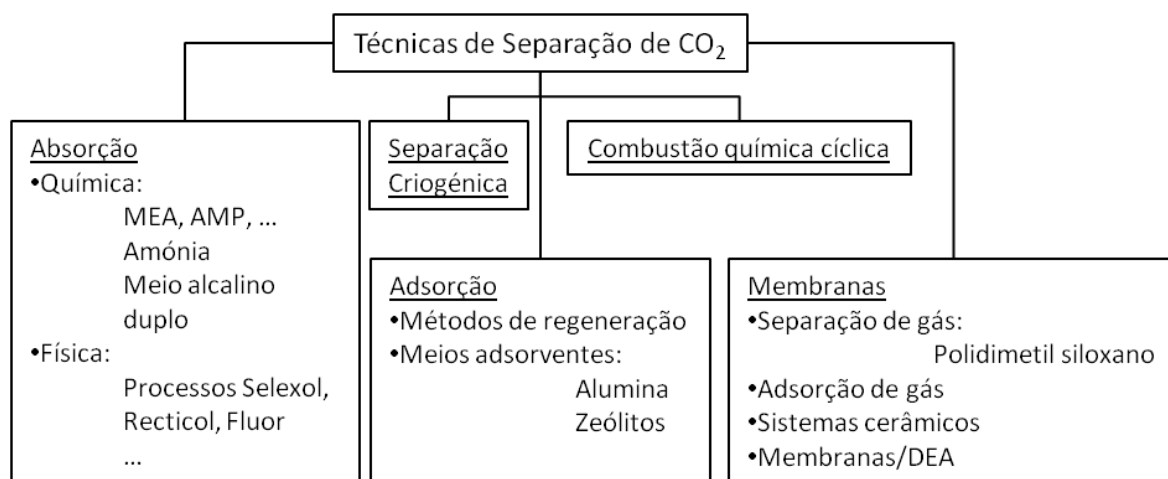 Técnicas de Separação de CO₂
Absorção
•Química:
MEA, AMP, ...
Amónia
Meio alcalino
duplo
•Física:
Processos Selexol,
Recticol, Fluor
...
Separação
Criogénica
Combustão química cíclica
Adsorção
•Métodos de regeneração
•Meios adsorventes:
Alumina
Zeólitos
Membranas
•Separação de gás:
Polidimetil siloxano
•Adsorção de gás
•Sistemas cerâmicos
•Membranas/DEA